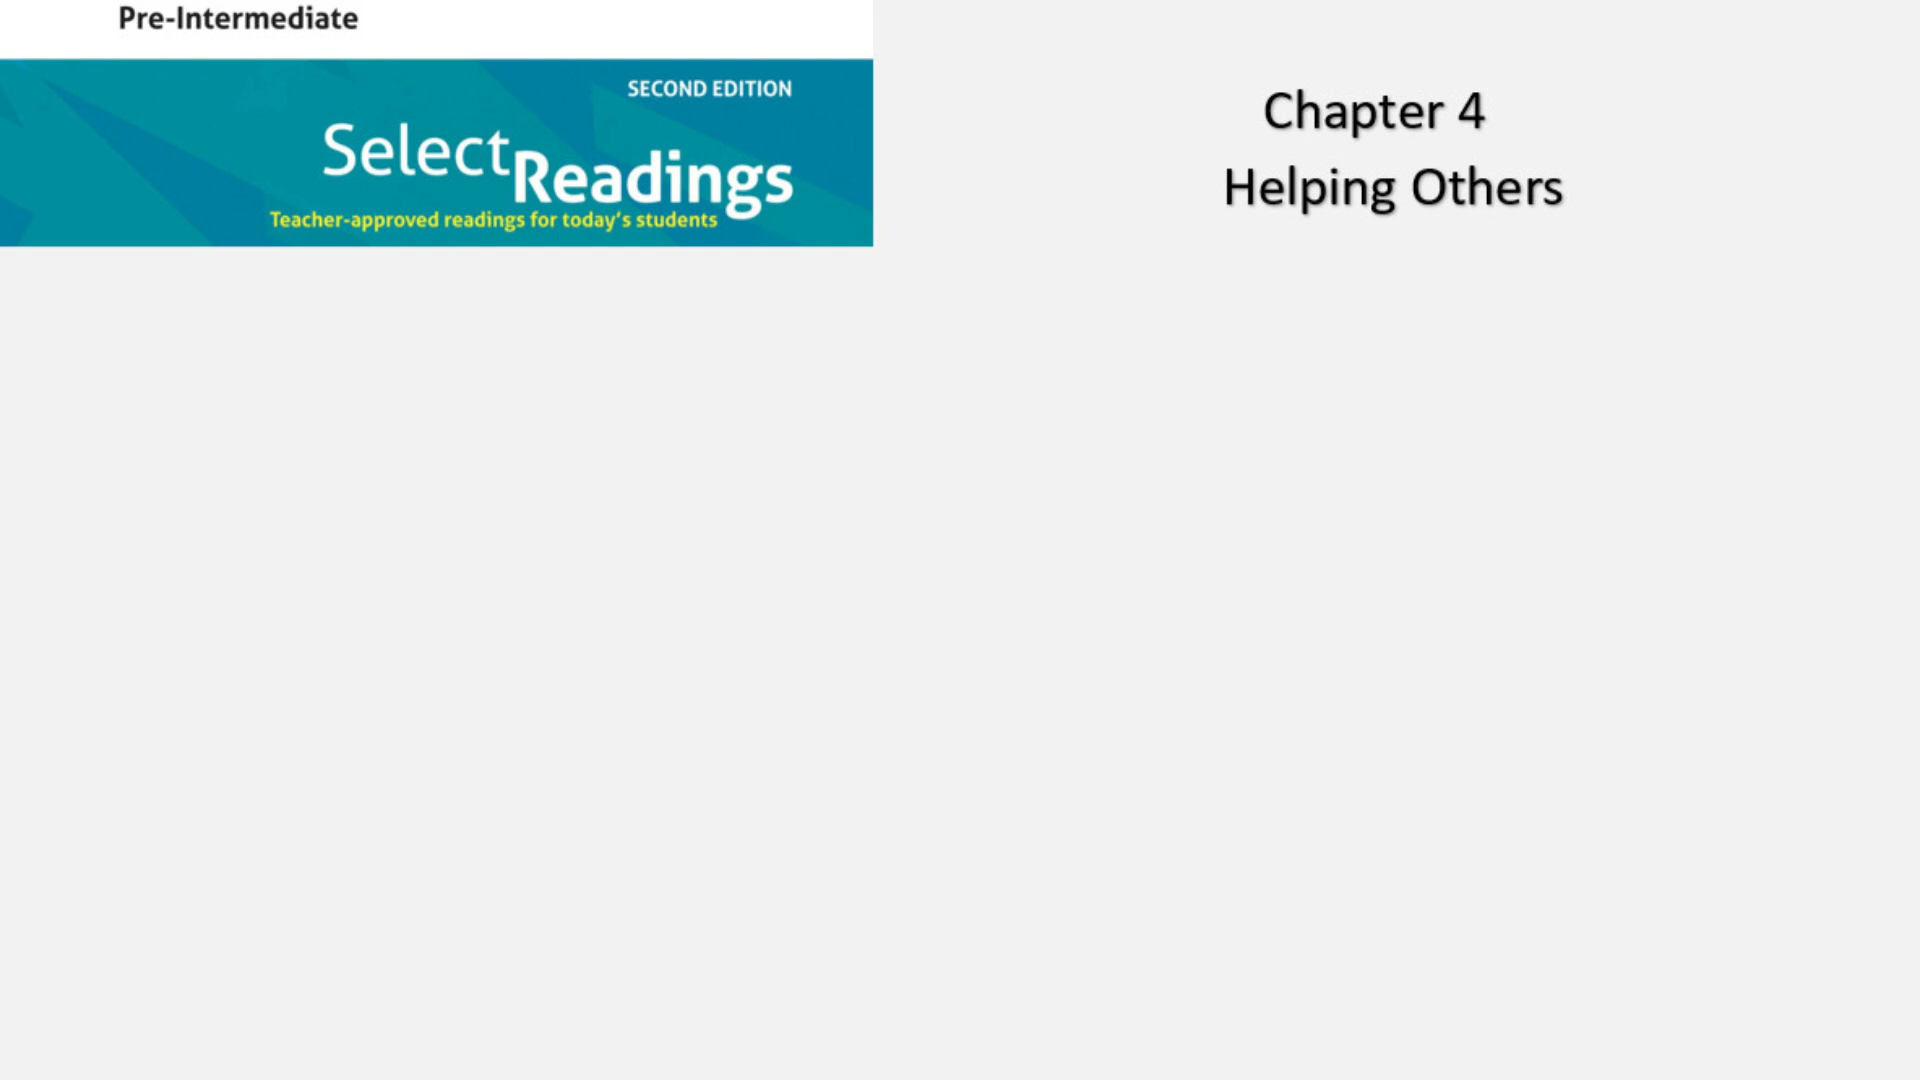 Pre-Intermediate
SECOND EDITION
Select Readings
Teacher-approved readings for today's students
Chapter 4
Helping Others